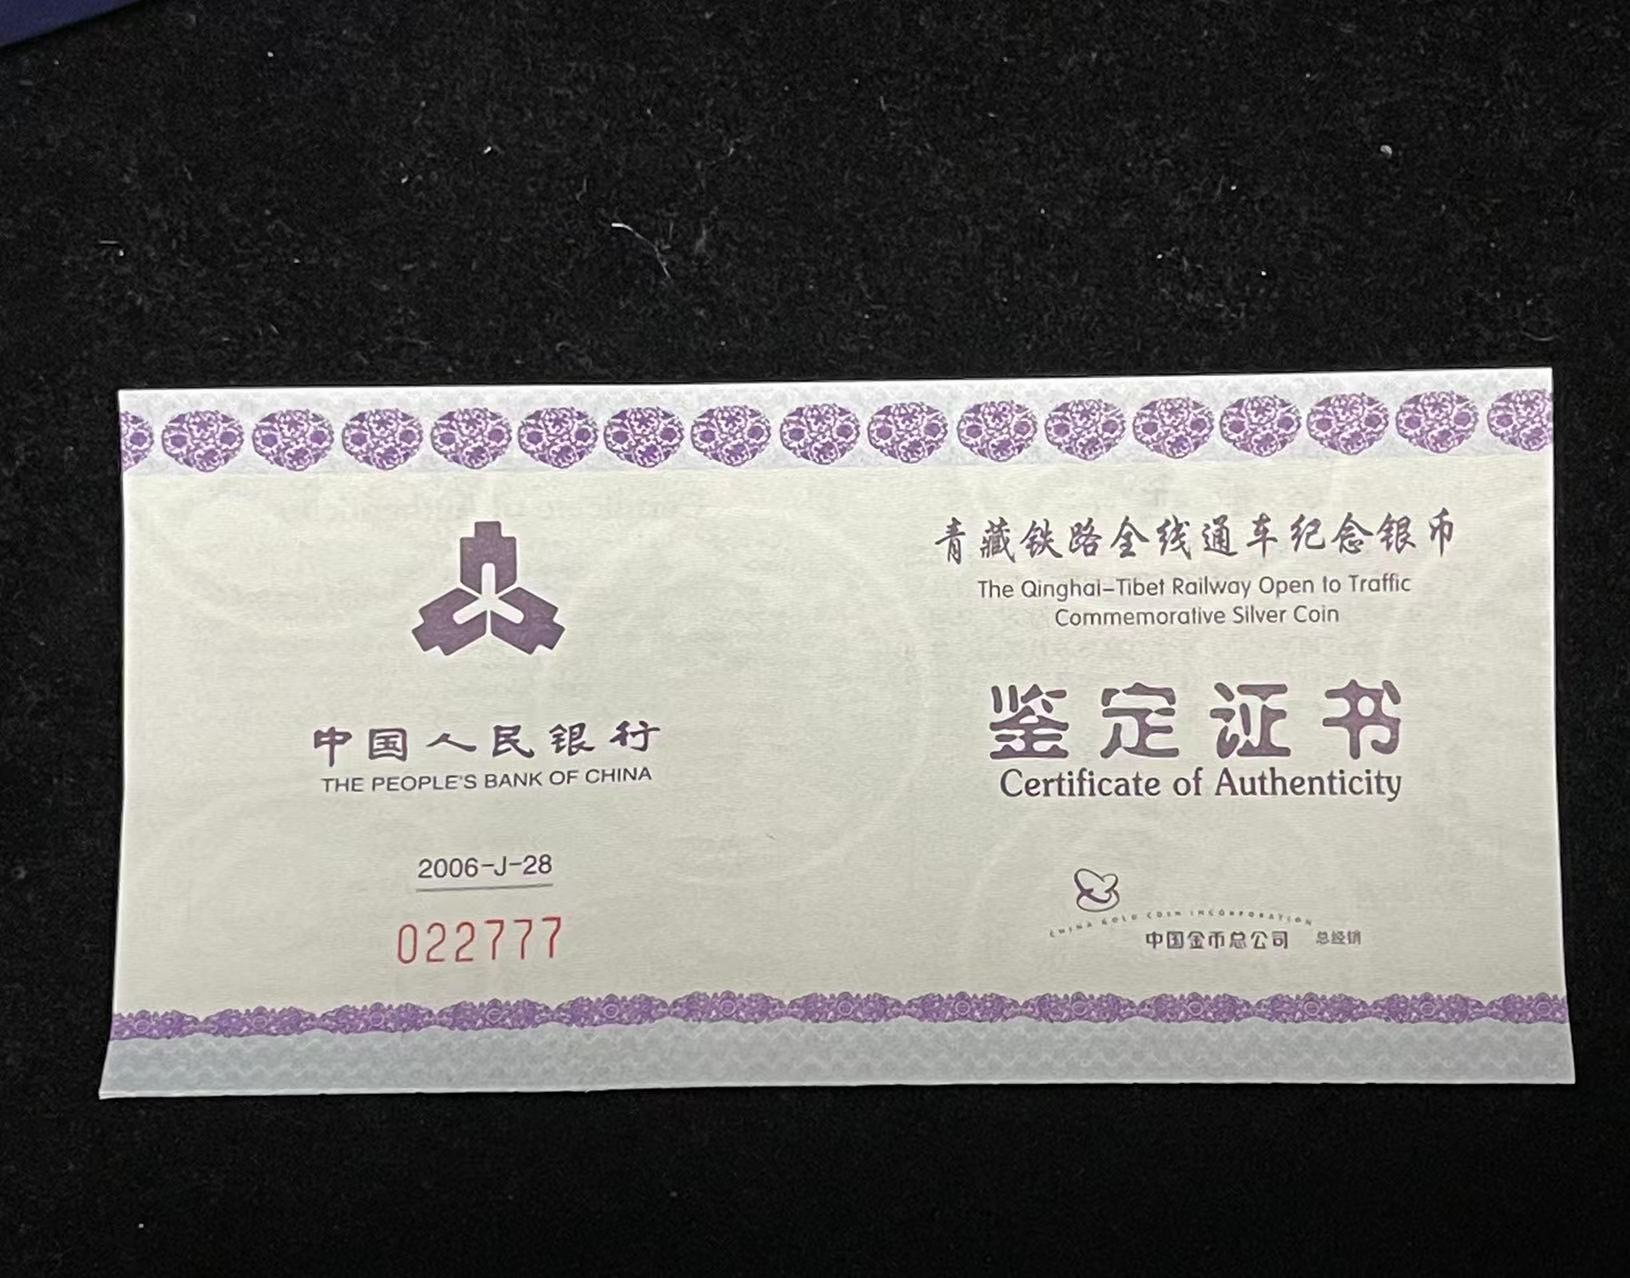 中国人民银行
THE PEOPLE'S BANK OF CHINA
2006-J-28
022777
青藏铁路全线通车纪念银币
The Qinghai-Tibet Railway Open to Traffic
Commemorative Silver Coin
鉴定证书
Certificate of Authenticity
CHINA GOLD COIN INCORPORATION
中国金币总公司 总经销